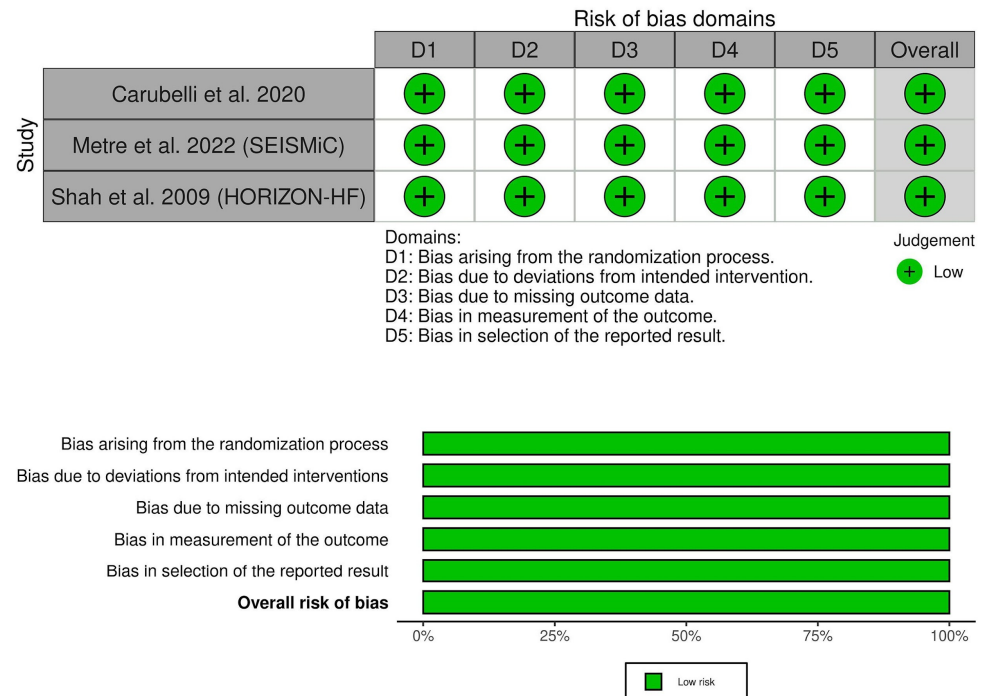 Risk of bias domains
D1 D2 D3 D4 D5 Overall
Study
Carubelli et al. 2020 + + + + + +
Metre et al. 2022 (SEISMiC) + + + + + +
Shah et al. 2009 (HORIZON-HF) + + + + + +
Domains:
D1: Bias arising from the randomization process.
D2: Bias due to deviations from intended intervention.
D3: Bias due to missing outcome data.
D4: Bias in measurement of the outcome.
D5: Bias in selection of the reported result.
Judgement
+ Low
Bias arising from the randomization process
Bias due to deviations from intended interventions
Bias due to missing outcome data
Bias in measurement of the outcome
Bias in selection of the reported result
Overall risk of bias
0% 25% 50% 75% 100%
Low risk